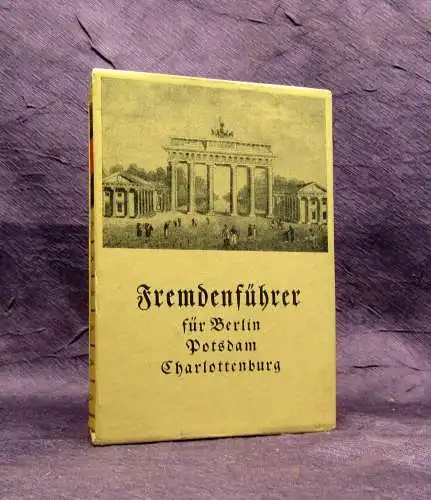 Fremdenführer
für Berlin
Potsdam
Charlottenburg